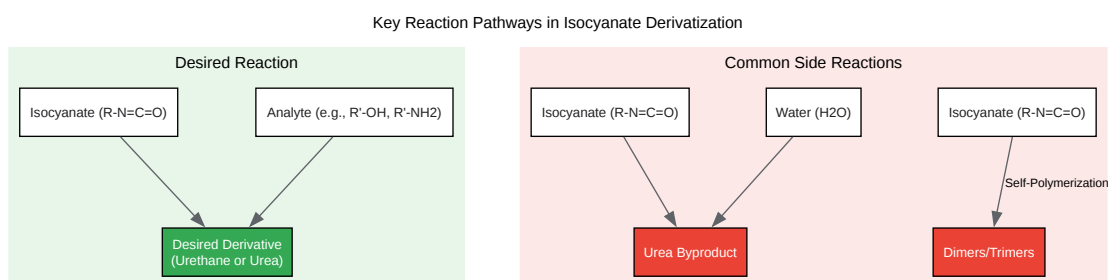 Key Reaction Pathways in Isocyanate Derivatization
Desired Reaction
Isocyanate (R-N=C=O)
Analyte (e.g., R'-OH, R'-NH2)
Desired Derivative
(Urethane or Urea)
Common Side Reactions
Isocyanate (R-N=C=O)
Water (H2O)
Isocyanate (R-N=C=O)
Self-Polymerization
Urea Byproduct
Dimers/Trimers